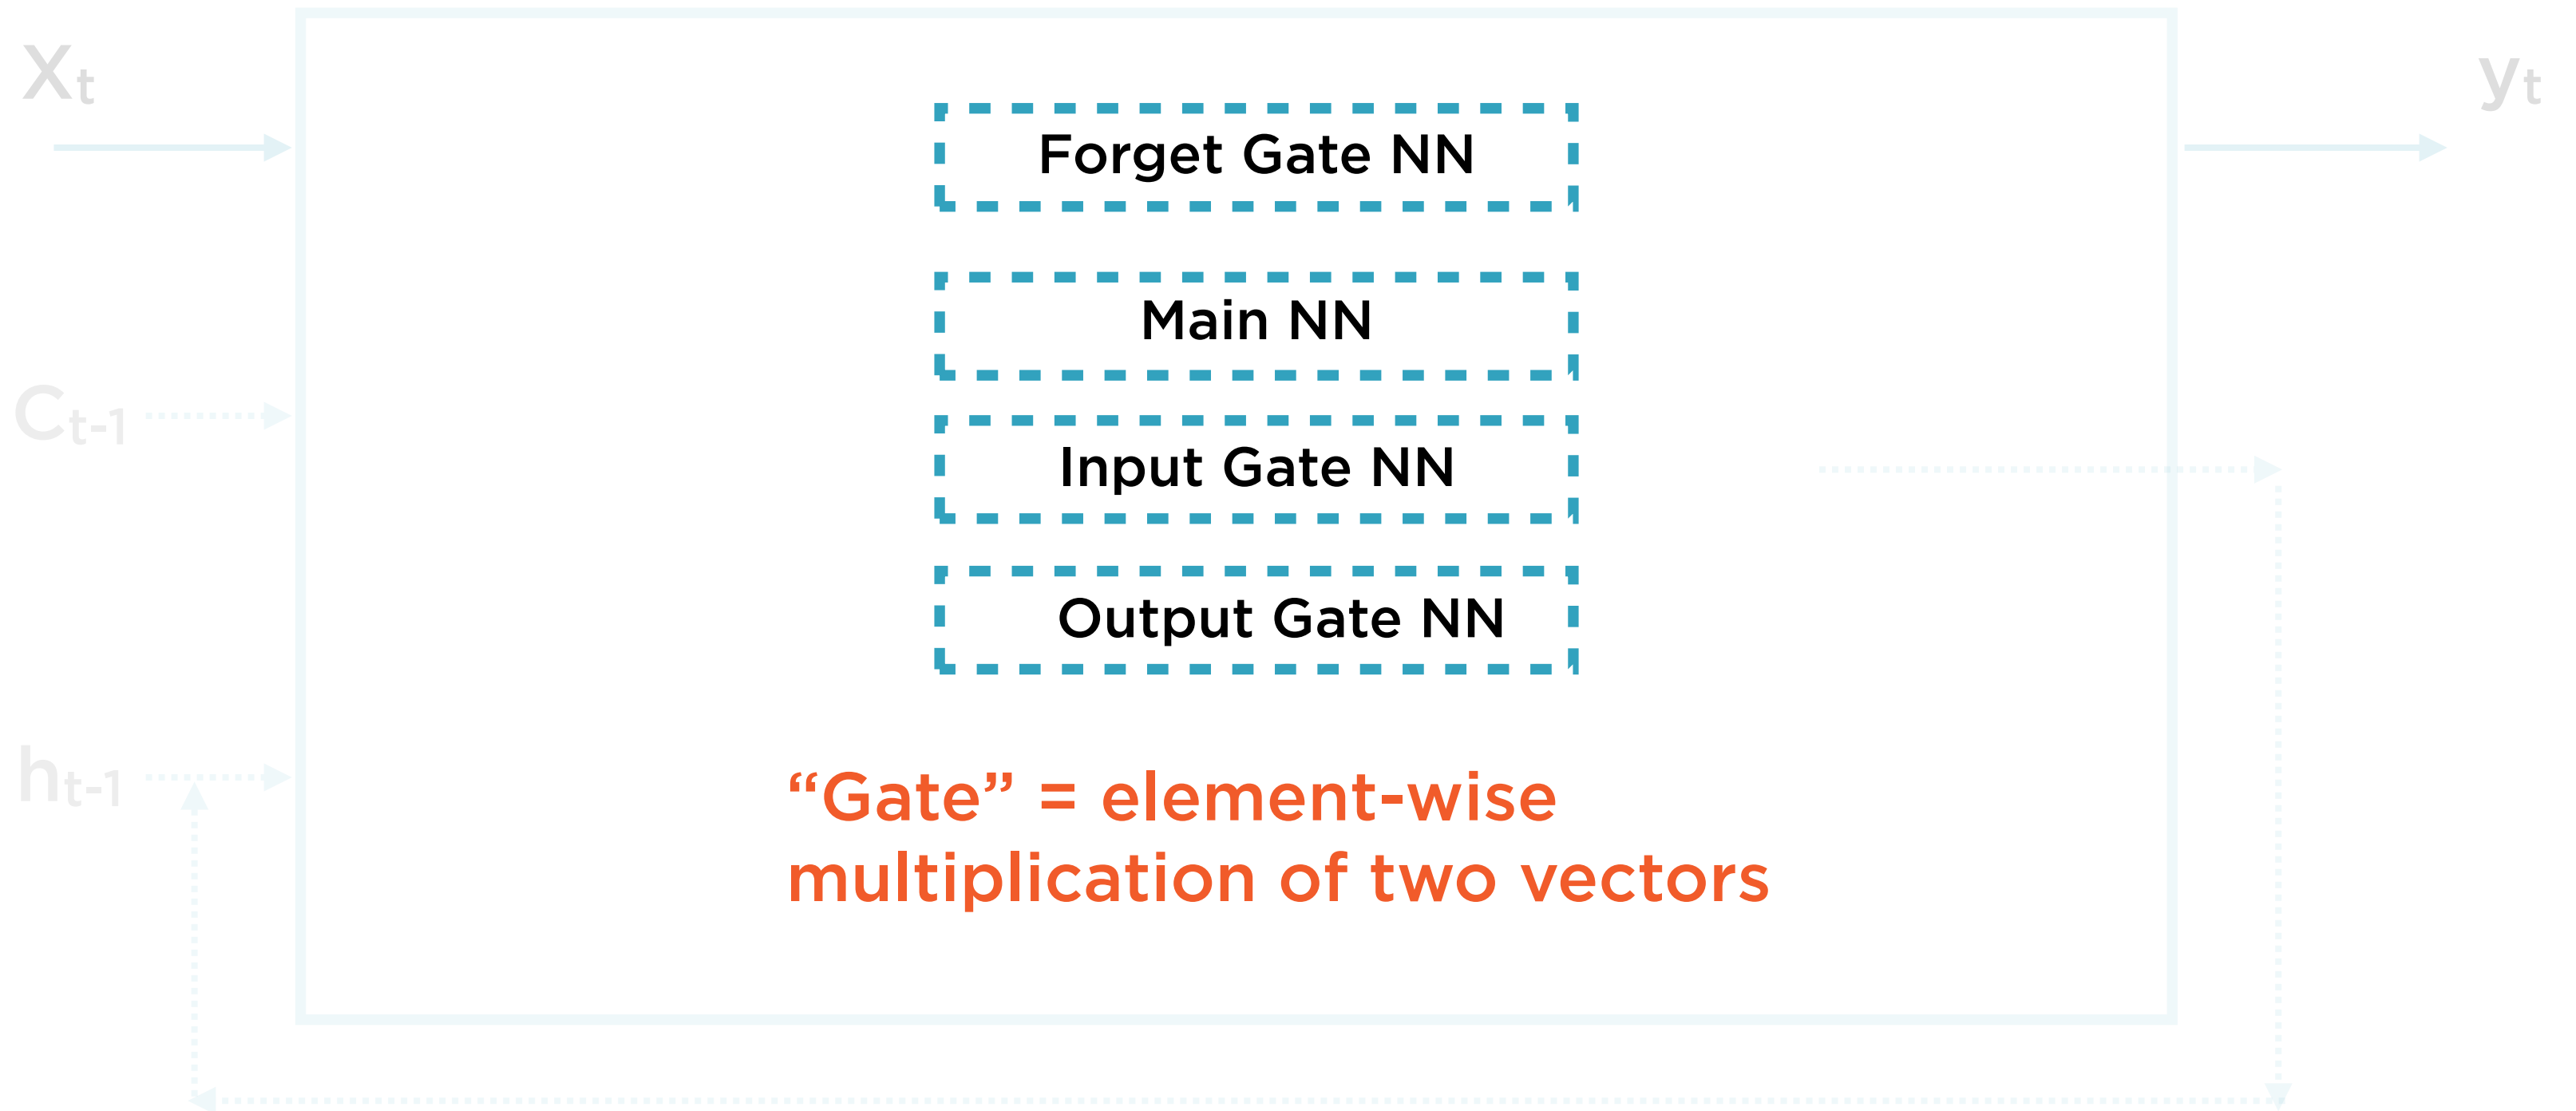 Xt
yt
Forget Gate NN
Main NN
Ct-1
Input Gate NN
Output Gate NN
ht-1
“Gate” = element-wise
multiplication of two vectors